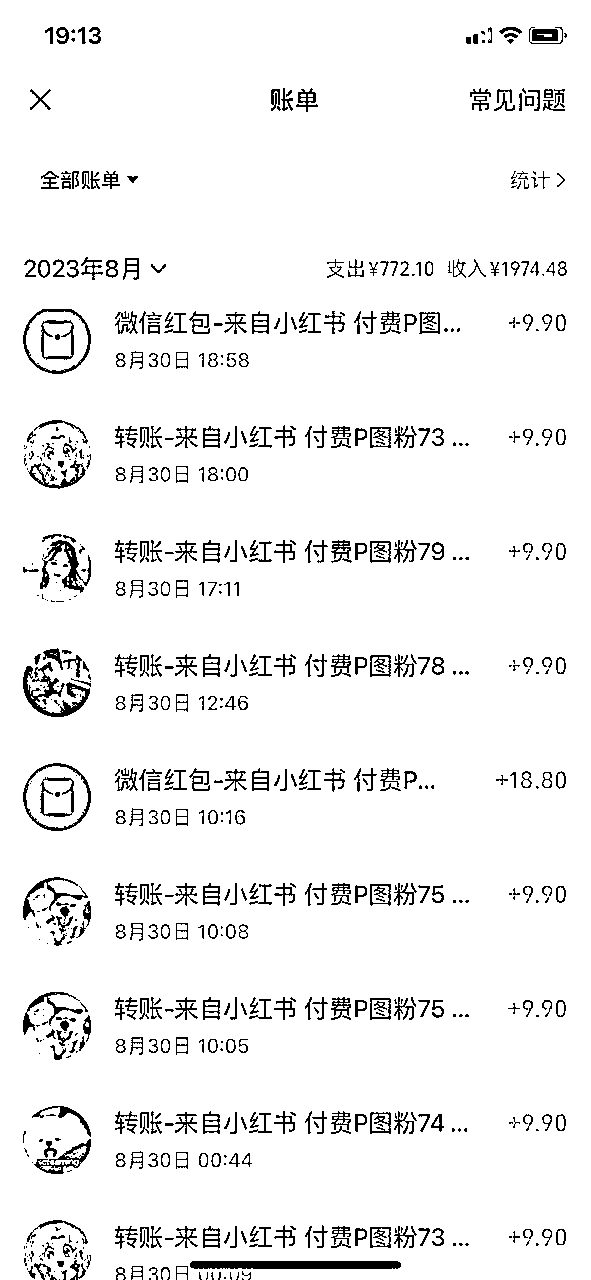 19:13
账单
常见问题
全部账单
统计
2023年8月
支出¥772.10 收入¥1974.48
微信红包-来自小红书 付费P图... +9.90
8月30日 18:58
转账-来自小红书 付费P图粉73 ... +9.90
8月30日 18:00
转账-来自小红书 付费P图粉79 ... +9.90
8月30日 17:11
转账-来自小红书 付费P图粉78 ... +9.90
8月30日 12:46
微信红包-来自小红书 付费P... +18.80
8月30日 10:16
转账-来自小红书 付费P图粉75 ... +9.90
8月30日 10:08
转账-来自小红书 付费P图粉75 ... +9.90
8月30日 10:05
转账-来自小红书 付费P图粉74 ... +9.90
8月30日 00:44
转账-来自小红书 付费P图粉73 ... +9.90
8月30日 00:09